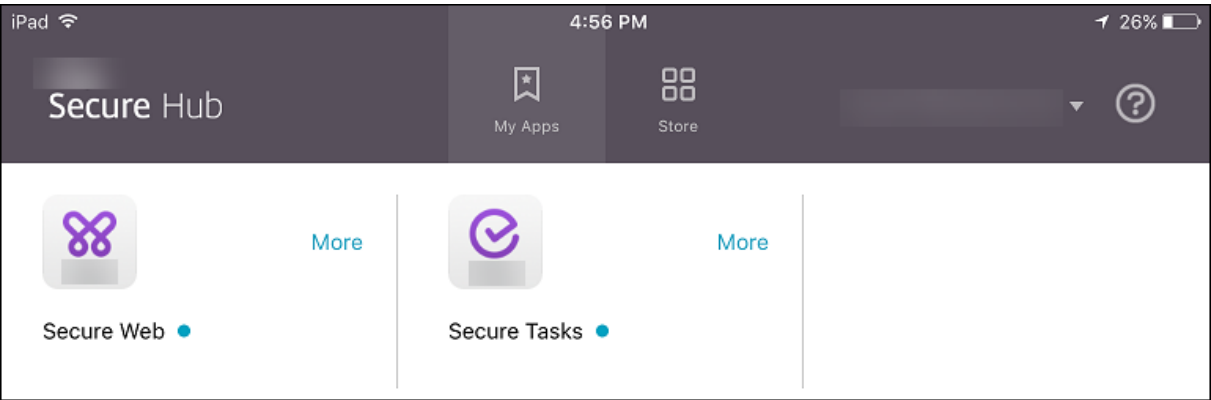 iPad 4:56 PM 26%
Secure Hub
My Apps Store
More More
Secure Web Secure Tasks